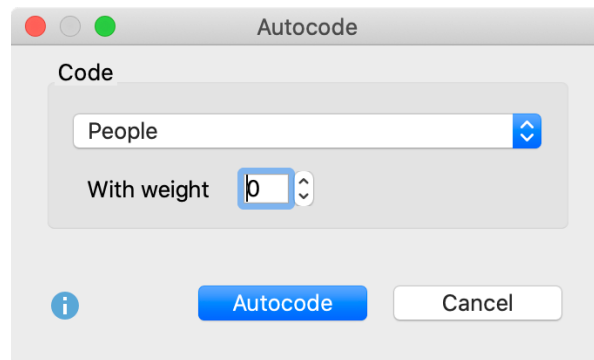 Autocode
Code
People
With weight 0
Autocode Cancel